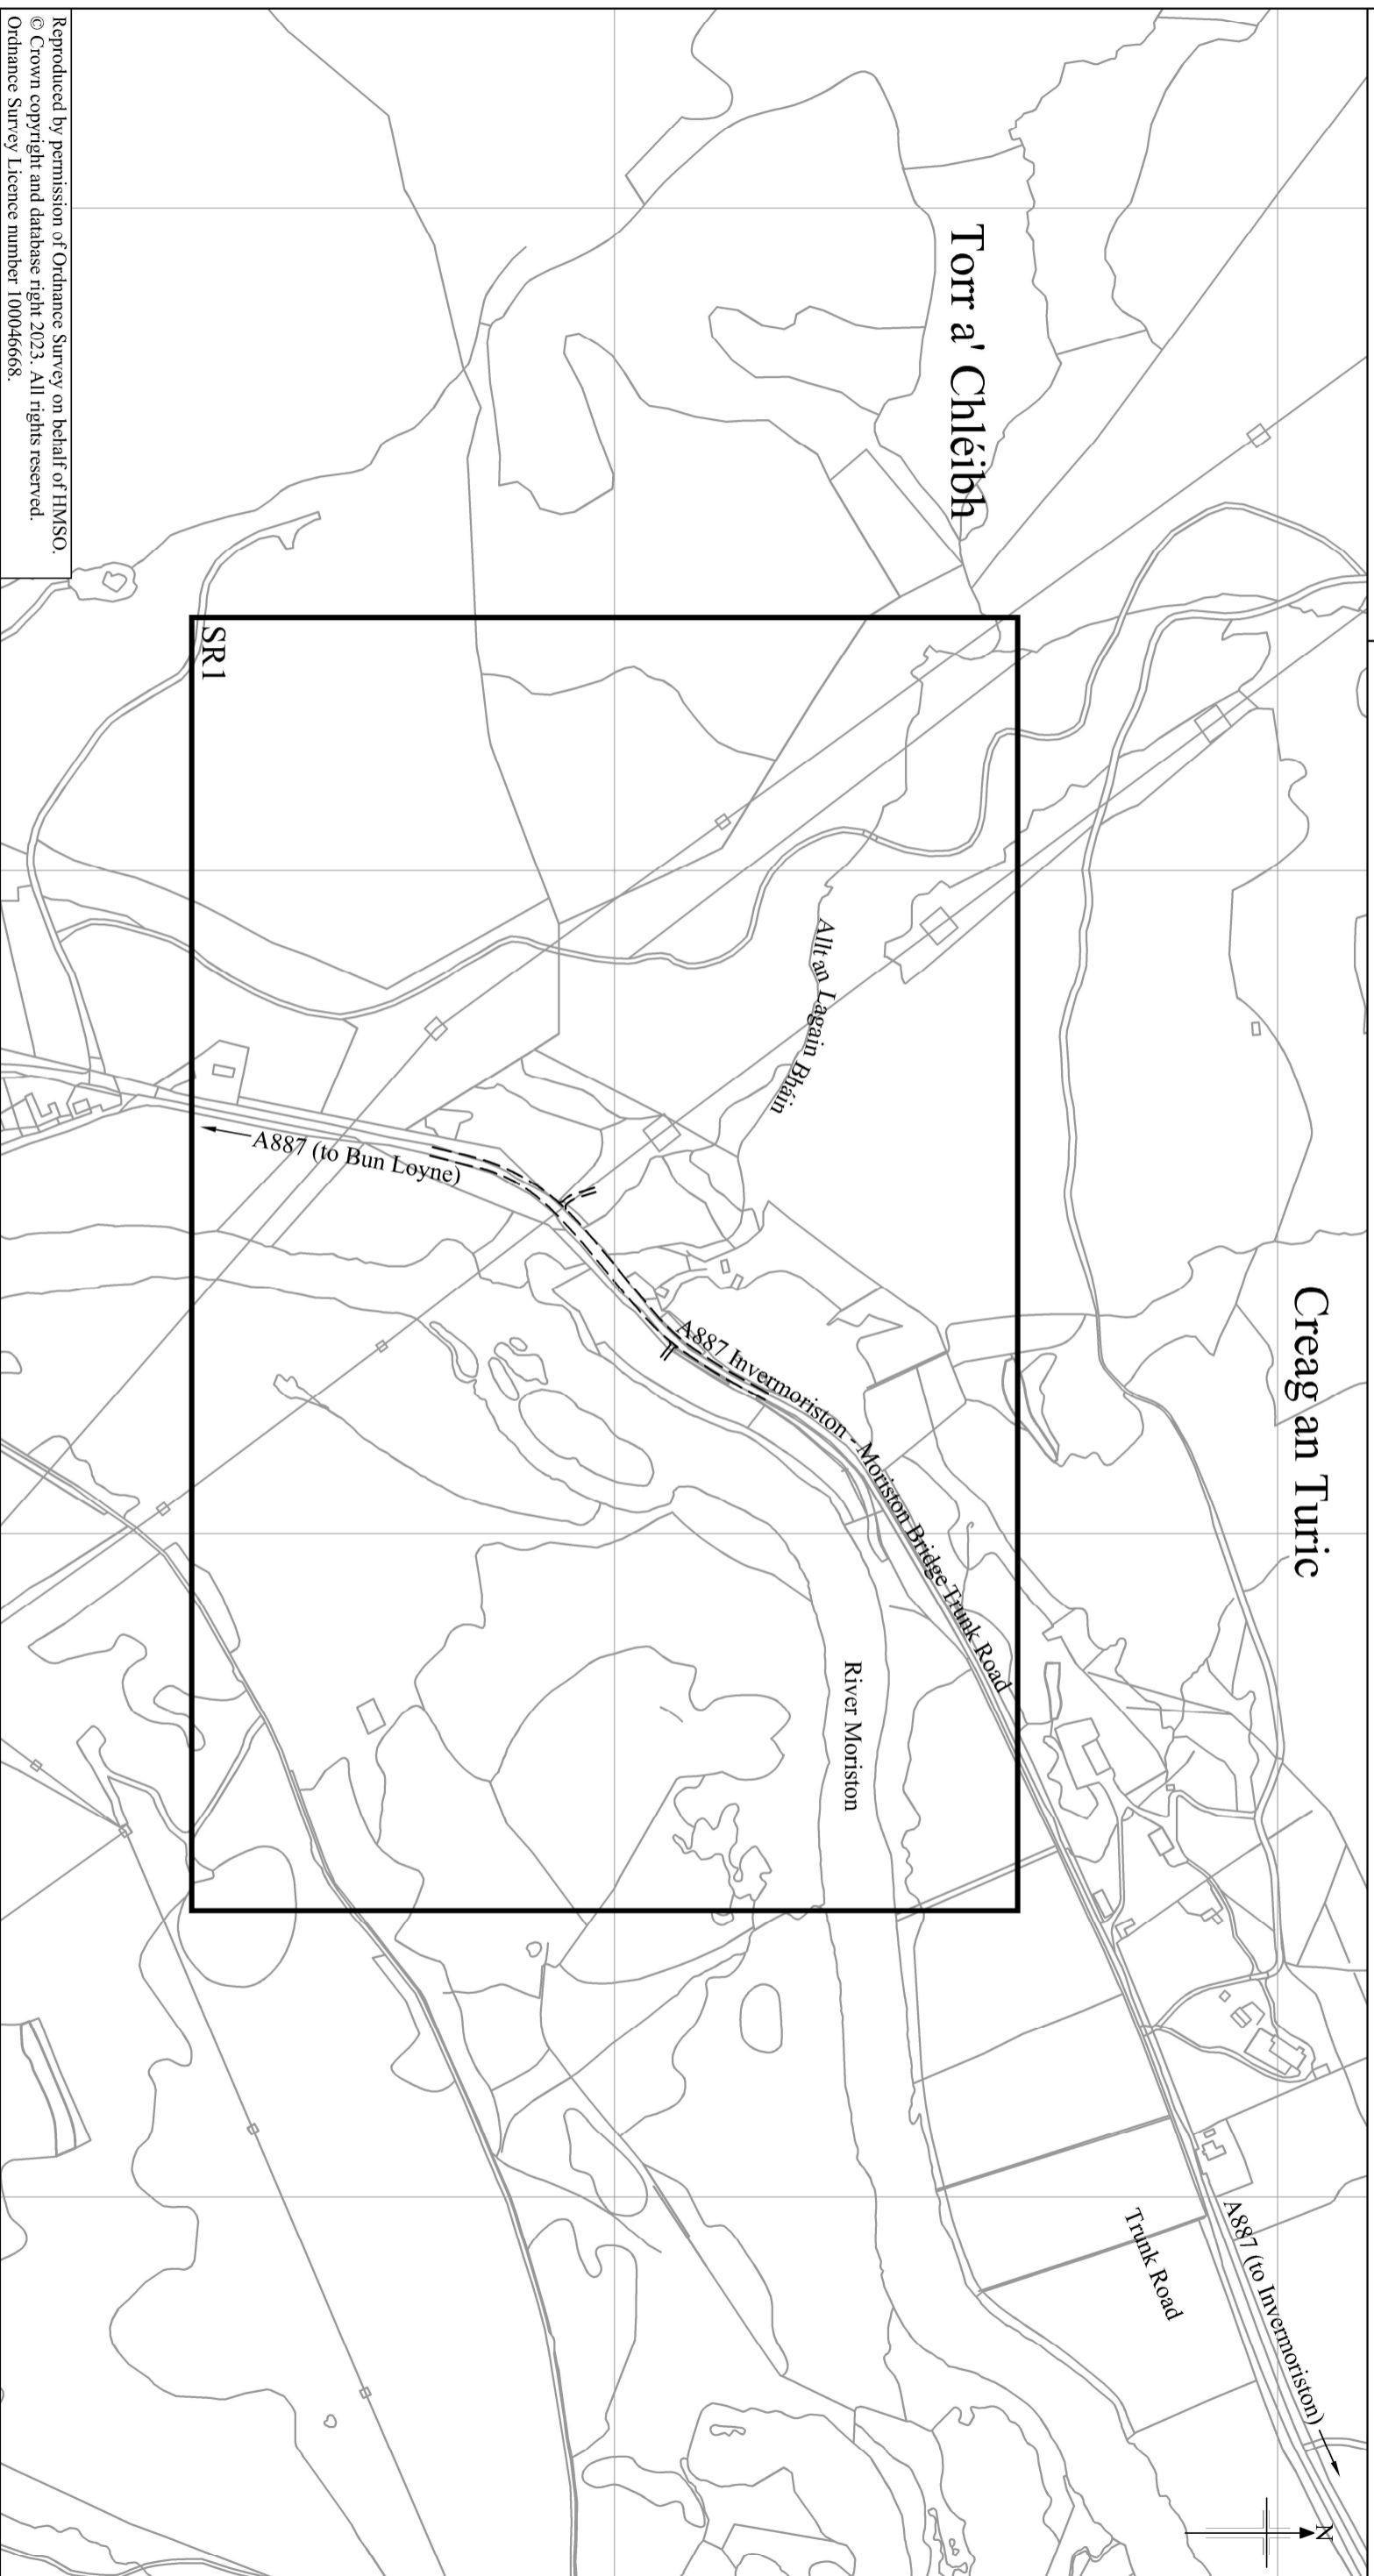 Torr a' Chléibh
Creag an Turic
Allt an Lagain Bháin
A887 (to Bun Loyne)
A887 Invermoriston - Moriston Bridge Trunk Road
River Moriston
A887 (to Invermoriston)
Trunk Road
N
SR1
Reproduced by permission of Ordnance Survey on behalf of HMSO.
© Crown copyright and database right 2023. All rights reserved.
Ordnance Survey Licence number 100046668.